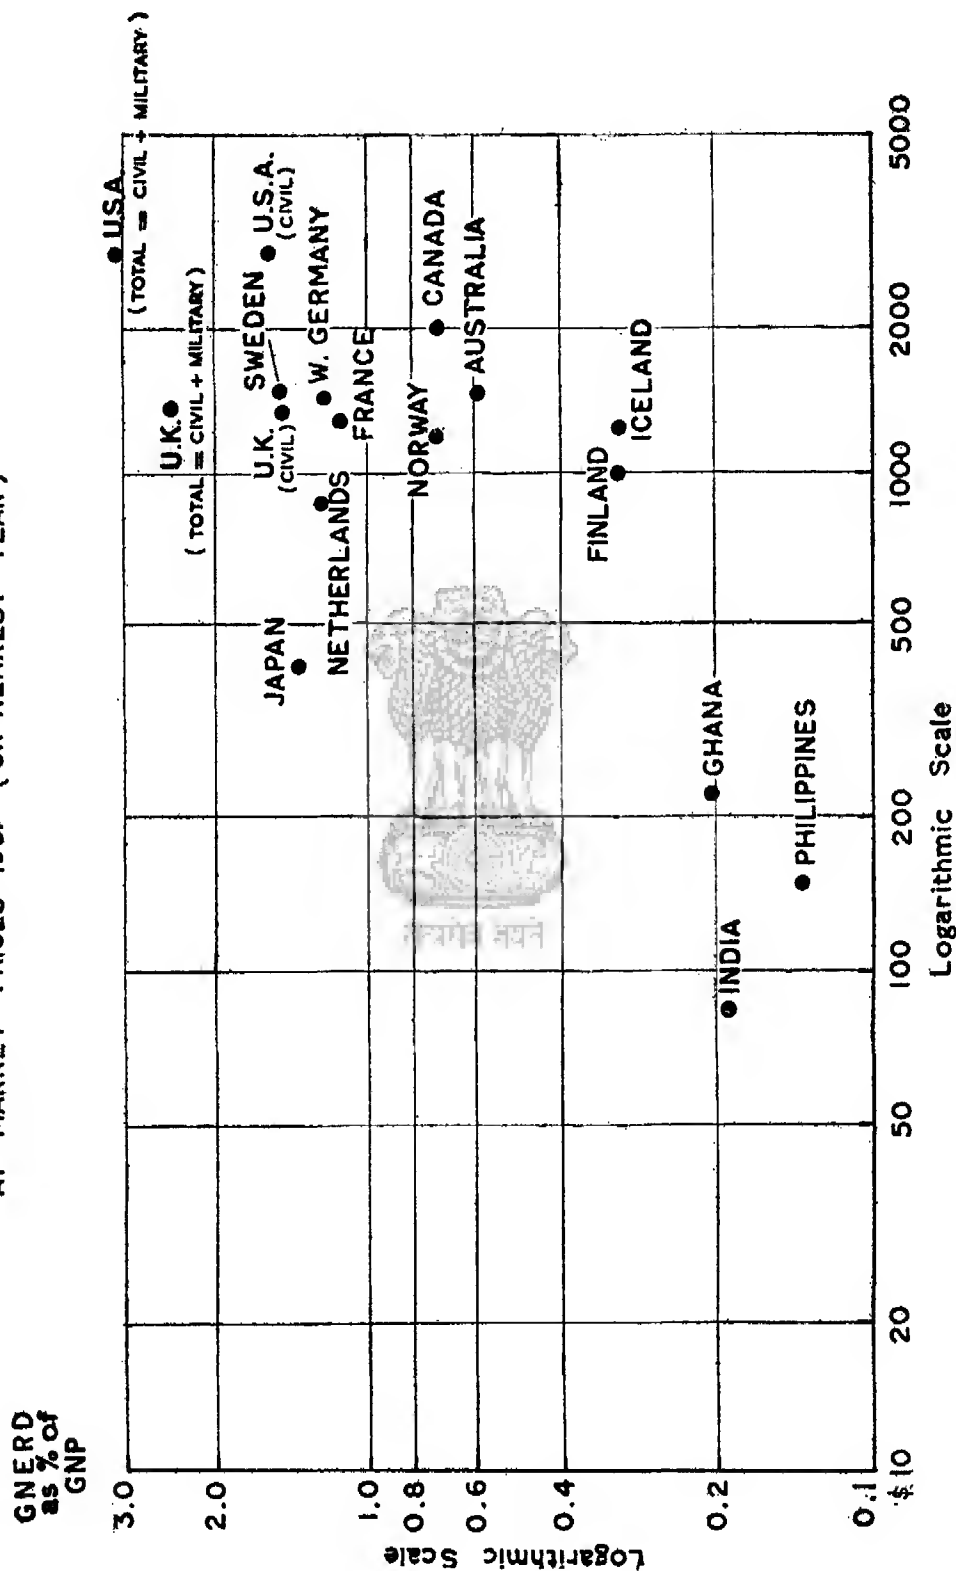 GNERD
as % of
GNP
3.0
2.0
1.0
0.8
0.6
0.4
0.2
0.1
Logarithmic Scale
U.S.A.
(TOTAL = CIVIL + MILITARY)
U.K.
(TOTAL = CIVIL + MILITARY)
SWEDEN
U.S.A.
(CIVIL)
U.K.
(CIVIL)
W. GERMANY
JAPAN
NETHERLANDS
FRANCE
NORWAY
CANADA
AUSTRALIA
FINLAND
ICELAND
GHANA
PHILIPPINES
INDIA
$10
20
50
100
200
500
1000
2000
5000
Logarithmic Scale